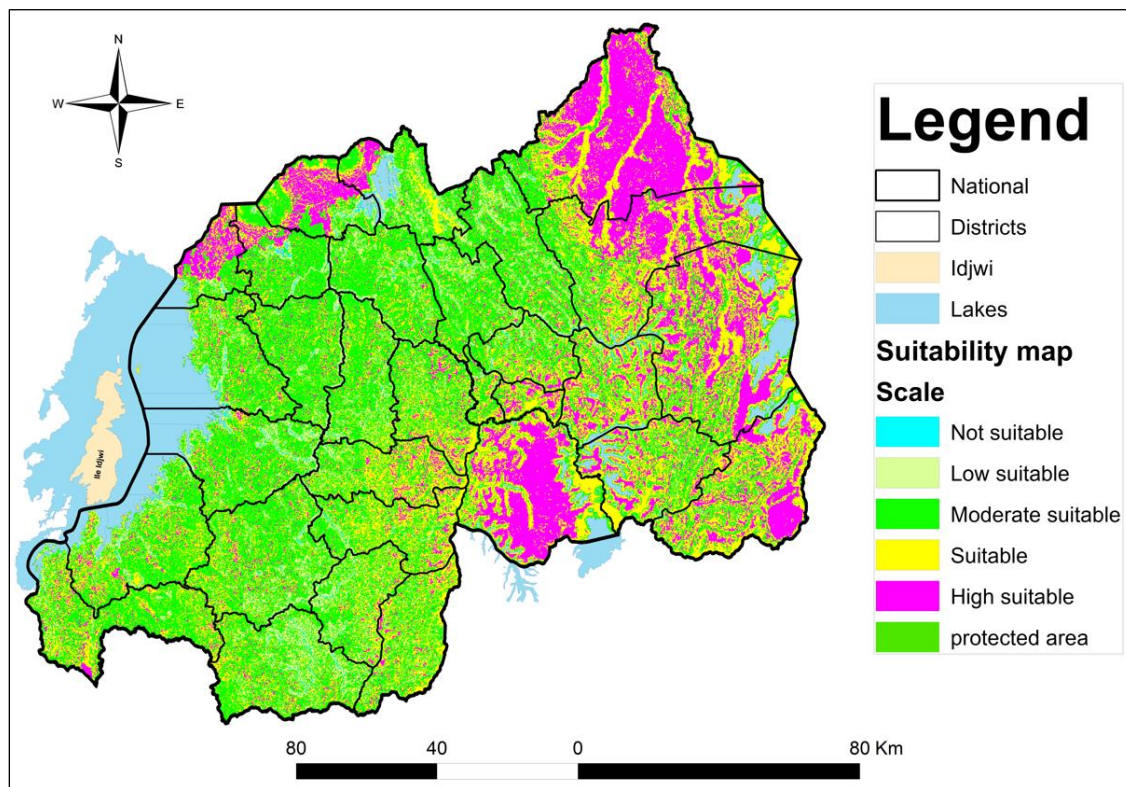 N
W E
S
Ile Idjwi
Legend
National
Districts
Idjwi
Lakes
Suitability map
Scale
Not suitable
Low suitable
Moderate suitable
Suitable
High suitable
protected area
80 40 0 80 Km